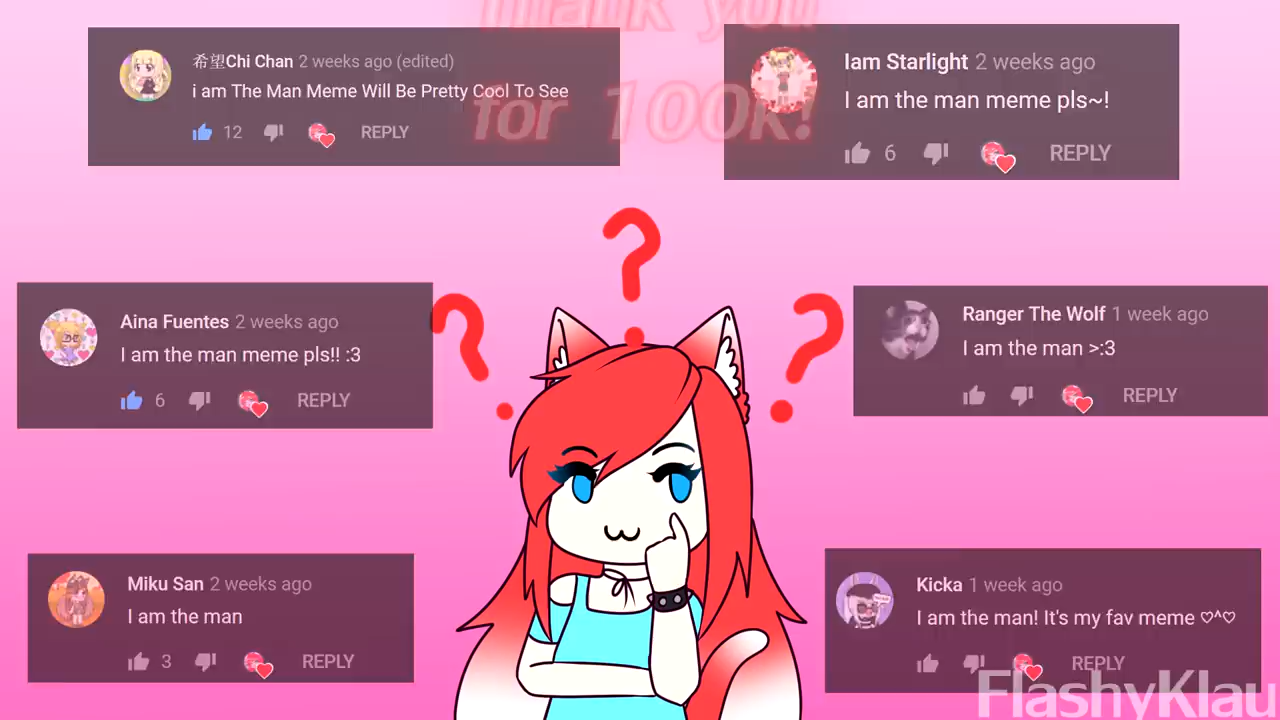 Thank you
for 100k!
希望Chi Chan 2 weeks ago (edited)
i am The Man Meme Will Be Pretty Cool To See
12 REPLY
Iam Starlight 2 weeks ago
I am the man meme pls~!
6 REPLY
Aina Fuentes 2 weeks ago
I am the man meme pls!! :3
6 REPLY
Ranger The Wolf 1 week ago
I am the man >:3
REPLY
? ? ?
Miku San 2 weeks ago
I am the man
3 REPLY
Kicka 1 week ago
I am the man! It's my fav meme ♡^♡
REPLY
FlashyKlau